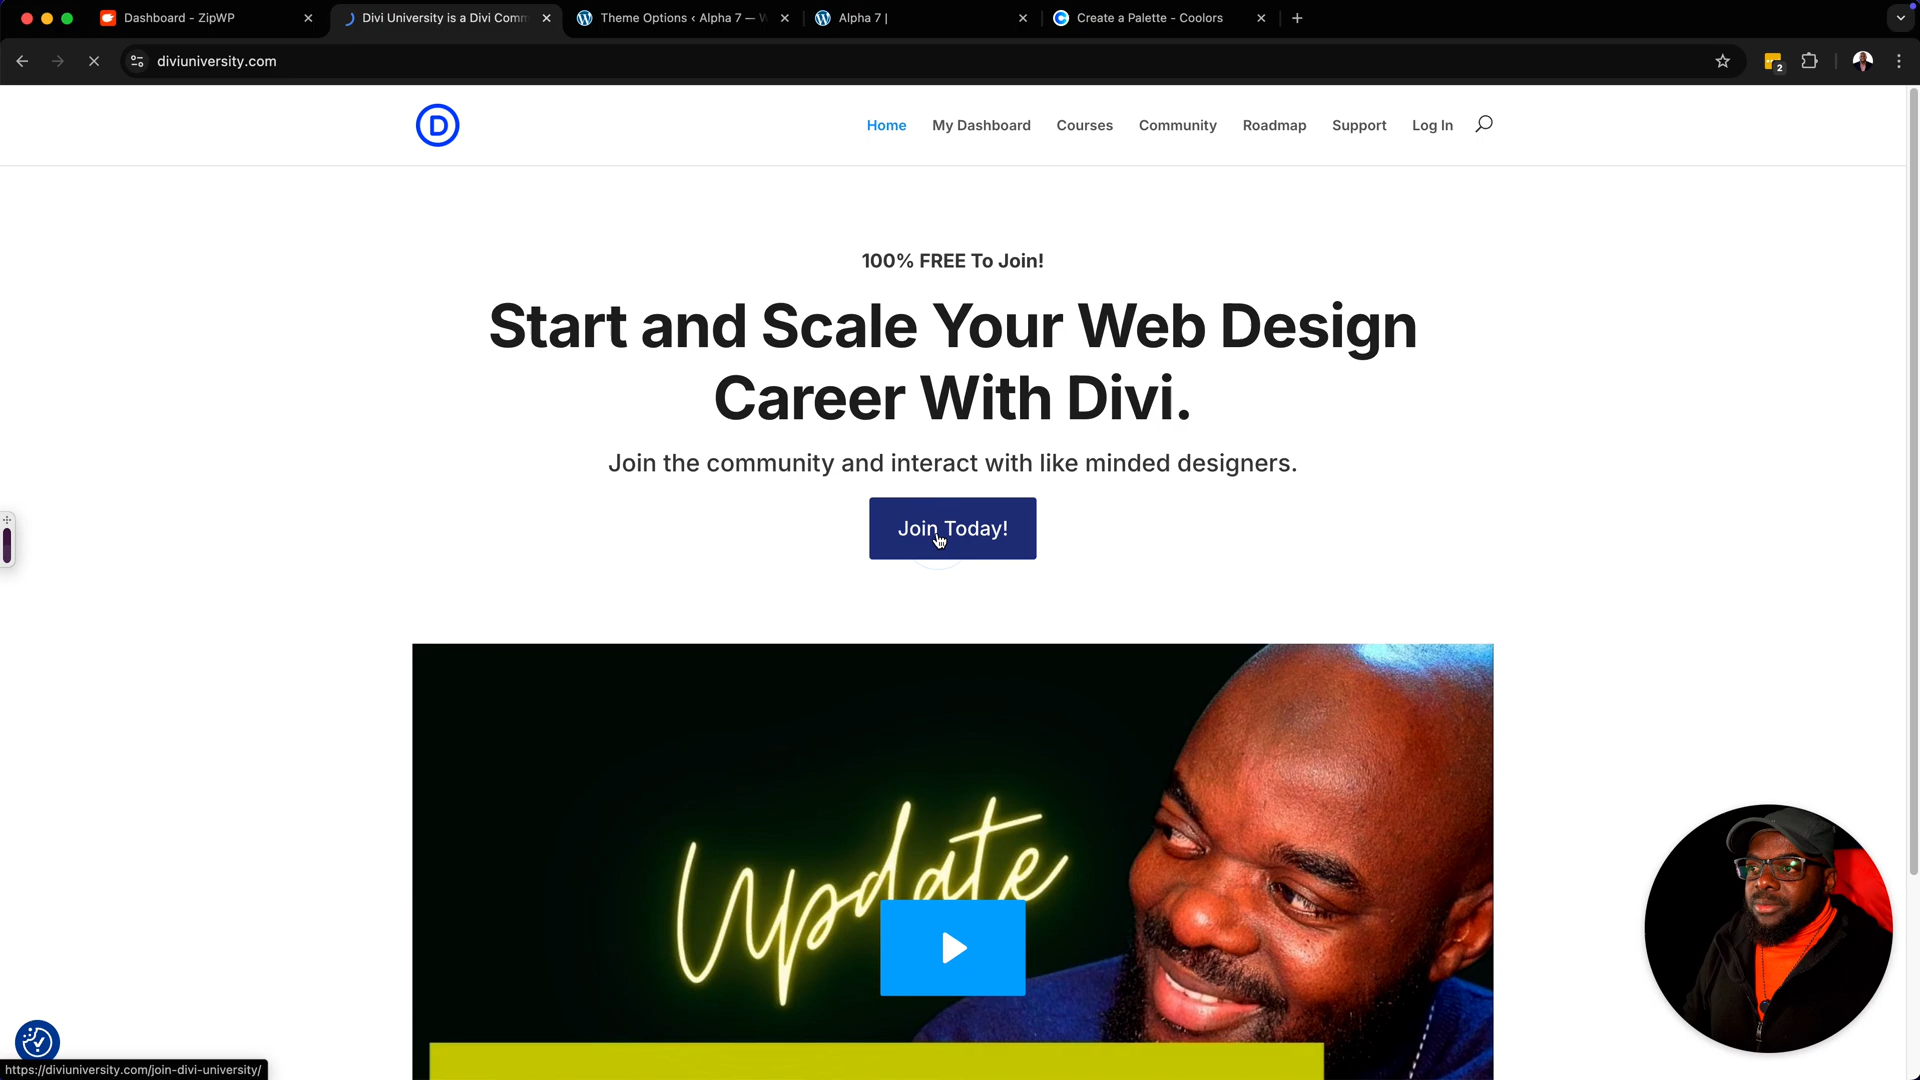 Dashboard - ZipWP
Divi University is a Divi Comm
Theme Options ‹ Alpha 7 — W
Alpha 7 |
Create a Palette - Coolors
diviuniversity.com
2
D
Home
My Dashboard
Courses
Community
Roadmap
Support
Log In
100% FREE To Join!
Start and Scale Your Web Design
Career With Divi.
Join the community and interact with like minded designers.
Join Today!
Update
https://diviuniversity.com/join-divi-university/